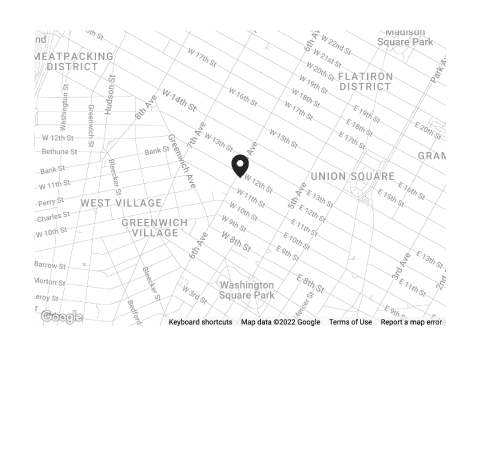 nd
MEATPACKING
DISTRICT
th St
6th Ave
W 22nd St
W 21st St
W 20th St
W 19th St
W 18th St
W 17th St
Madison
Square Park
Park A
FLATIRON
DISTRICT
W 17th St
W 16th St
W 15th St
W 14th St
W 13th St
8th Ave
7th Ave
Ave
Hudson St
Washington St
Greenwich St
Greenwich Ave
E 20th St
E 19th St
E 18th St
E 17th St
GRAM
W 12th St
Bethune St
Bank St
Bank St
W 11th St
Perry St
Charles St
W 10th St
Bleecker St
WEST VILLAGE
GREENWICH
VILLAGE
W 12th St
W 11th St
W 10th St
W 9th St
W 8th St
6th Ave
5th Ave
UNION SQUARE
E 16th St
E 15th St
E 13th St
E 12th St
E 11th St
E 10th St
E 9th St
E 8th St
E 13th St
3rd Ave
2nd
E 11th St
E 9th St
Barrow St
Morton St
eroy St
T
Bleecker St
Bedford
W 3rd St
Washington
Square Park
Mercer St
Google
Keyboard shortcuts Map data ©2022 Google Terms of Use Report a map error